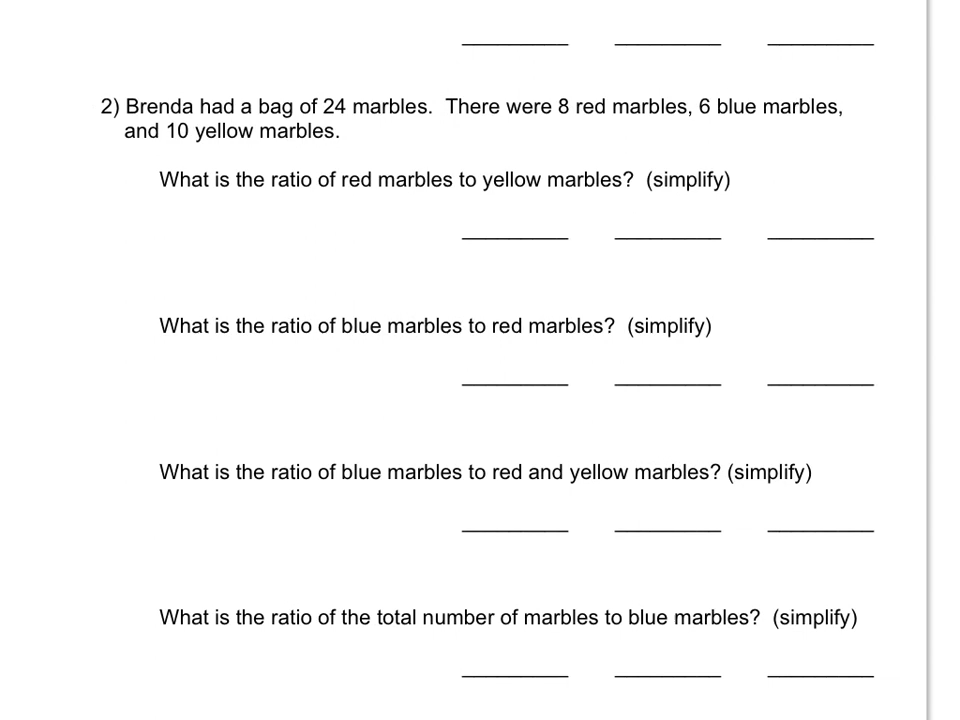 2) Brenda had a bag of 24 marbles.  There were 8 red marbles, 6 blue marbles,
and 10 yellow marbles.
What is the ratio of red marbles to yellow marbles?  (simplify)
What is the ratio of blue marbles to red marbles?  (simplify)
What is the ratio of blue marbles to red and yellow marbles? (simplify)
What is the ratio of the total number of marbles to blue marbles?  (simplify)